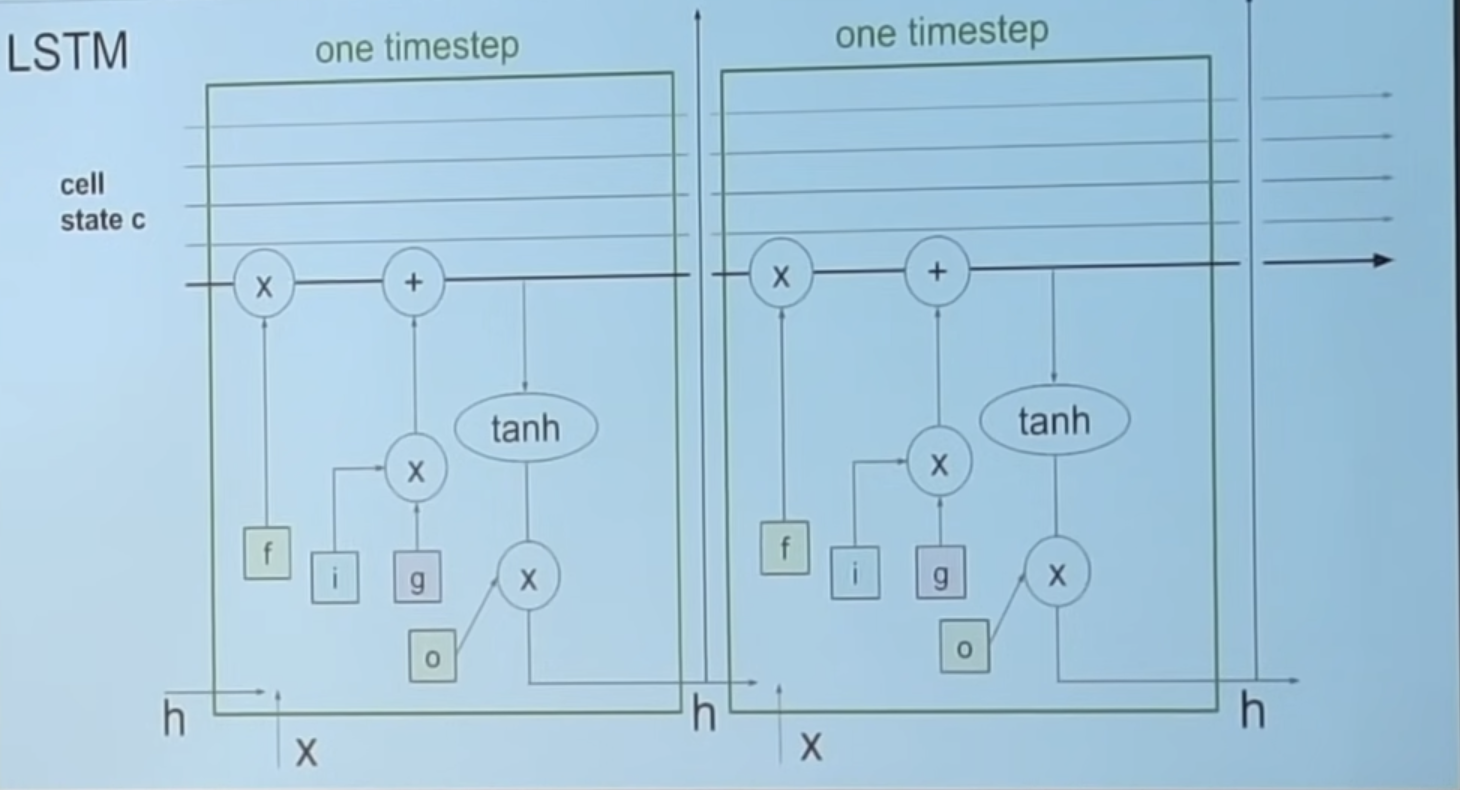 LSTM
one timestep
one timestep
cell
state c
x
+
x
+
tanh
tanh
x
x
f
i
g
x
f
i
g
x
o
o
h
x
h
x
h